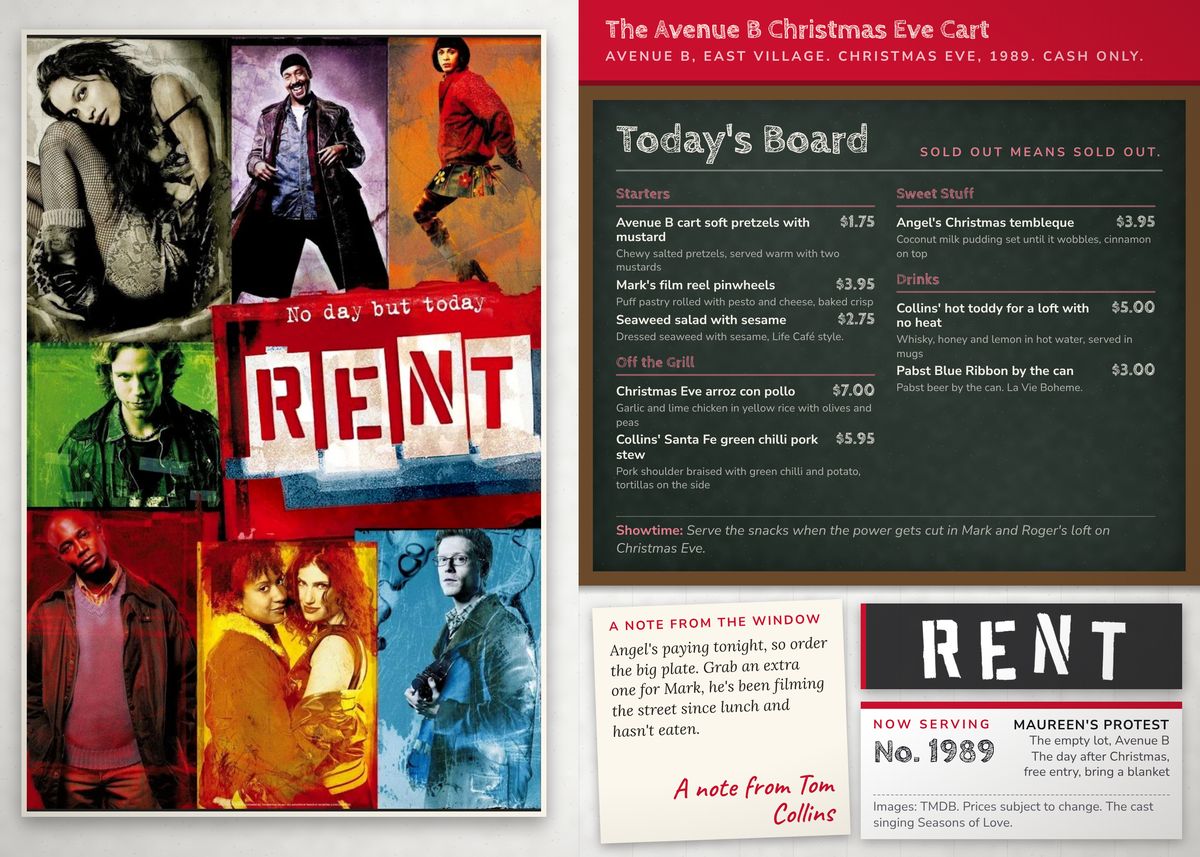 No day but today
RENT
The Avenue B Christmas Eve Cart
AVENUE B, EAST VILLAGE. CHRISTMAS EVE, 1989. CASH ONLY.
Today's Board
SOLD OUT MEANS SOLD OUT.
Starters
Avenue B cart soft pretzels with $1.75
mustard
Chewy salted pretzels, served warm with two
mustards
Mark's film reel pinwheels $3.95
Puff pastry rolled with pesto and cheese, baked crisp
Seaweed salad with sesame $2.75
Dressed seaweed with sesame, Life Café style.
Off the Grill
Christmas Eve arroz con pollo $7.00
Garlic and lime chicken in yellow rice with olives and
peas
Collins' Santa Fe green chilli pork $5.95
stew
Pork shoulder braised with green chilli and potato,
tortillas on the side
Sweet Stuff
Angel's Christmas tembleque $3.95
Coconut milk pudding set until it wobbles, cinnamon
on top
Drinks
Collins' hot toddy for a loft with $5.00
no heat
Whisky, honey and lemon in hot water, served in
mugs
Pabst Blue Ribbon by the can $3.00
Pabst beer by the can. La Vie Boheme.
Showtime: Serve the snacks when the power gets cut in Mark and Roger's loft on
Christmas Eve.
A NOTE FROM THE WINDOW
Angel's paying tonight, so order
the big plate. Grab an extra
one for Mark, he's been filming
the street since lunch and
hasn't eaten.
A note from Tom
Collins
RENT
NOW SERVING
No. 1989
MAUREEN'S PROTEST
The empty lot, Avenue B
The day after Christmas,
free entry, bring a blanket
Images: TMDB. Prices subject to change. The cast
singing Seasons of Love.